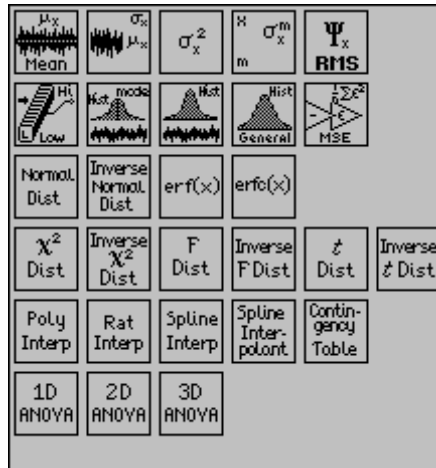 μx
Mean
σx
μx
σx²
x σxᵐ
m
Ψx
RMS
Hi
L Low
Hist mode
Hist
Hist
General
1/n Σε²
- ε
MSE
Normal
Dist
Inverse
Normal
Dist
erf(x)
erfc(x)
χ²
Dist
Inverse
χ²
Dist
F
Dist
Inverse
F Dist
t
Dist
Inverse
t Dist
Poly
Interp
Rat
Interp
Spline
Interp
Spline
Inter-
polant
Contin-
gency
Table
1D
ANOVA
2D
ANOVA
3D
ANOVA